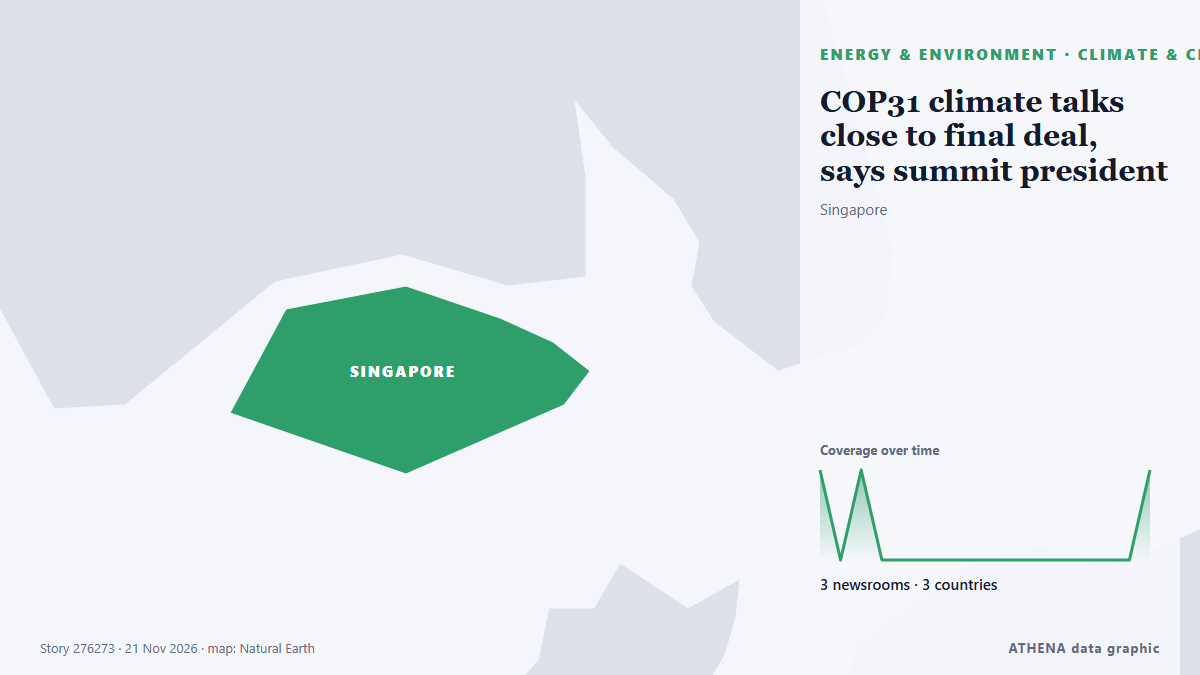 ENERGY & ENVIRONMENT · CLIMATE &
COP31 climate talks
close to final deal,
says summit president
Singapore
SINGAPORE
Coverage over time
3 newsrooms · 3 countries
Story 276273 · 21 Nov 2026 · map: Natural Earth
ATHENA data graphic